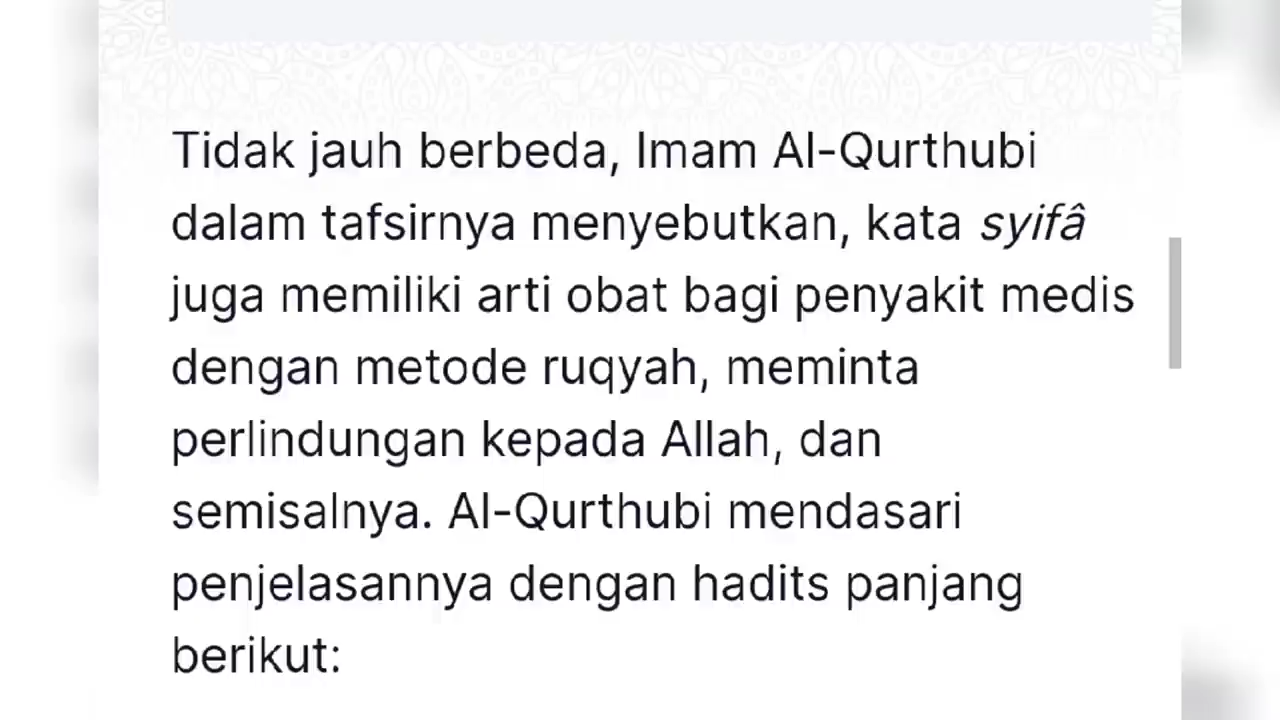 Tidak jauh berbeda, Imam Al-Qurthubi
dalam tafsirnya menyebutkan, kata syifâ
juga memiliki arti obat bagi penyakit medis
dengan metode ruqyah, meminta
perlindungan kepada Allah, dan
semisalnya. Al-Qurthubi mendasari
penjelasannya dengan hadits panjang
berikut: